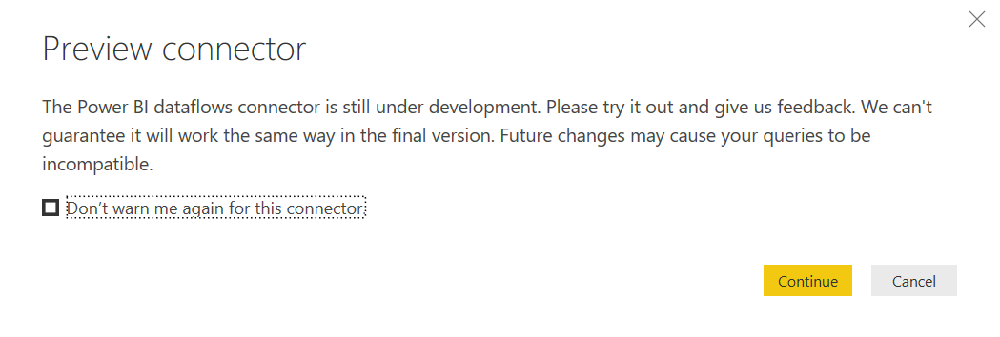 Preview connector
The Power BI dataflows connector is still under development. Please try it out and give us feedback. We can't
guarantee it will work the same way in the final version. Future changes may cause your queries to be
incompatible.
Don’t warn me again for this connector
Continue
Cancel